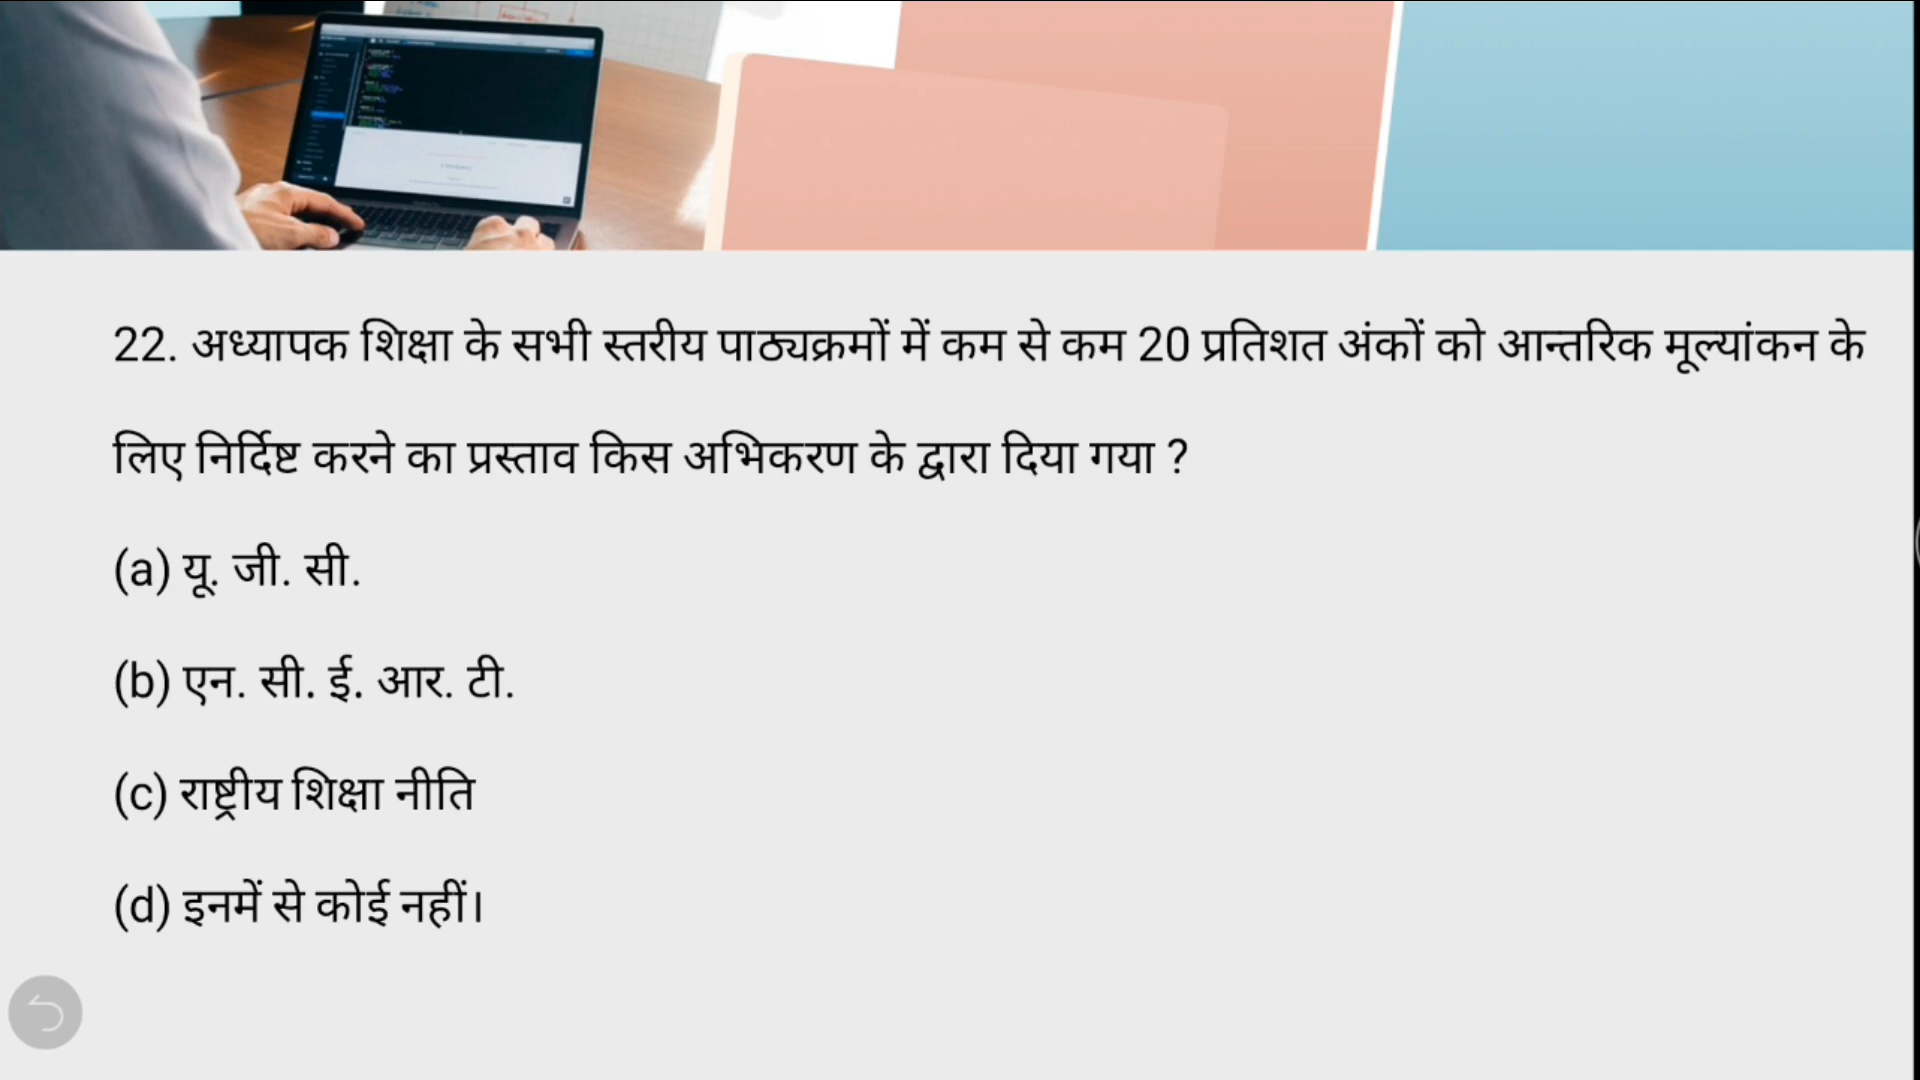 22. अध्यापक शिक्षा के सभी स्तरीय पाठ्यक्रमों में कम से कम 20 प्रतिशत अंकों को आन्तरिक मूल्यांकन के
लिए निर्दिष्ट करने का प्रस्ताव किस अभिकरण के द्वारा दिया गया ?
(a) यू. जी. सी.
(b) एन. सी. ई. आर. टी.
(c) राष्ट्रीय शिक्षा नीति
(d) इनमें से कोई नहीं।